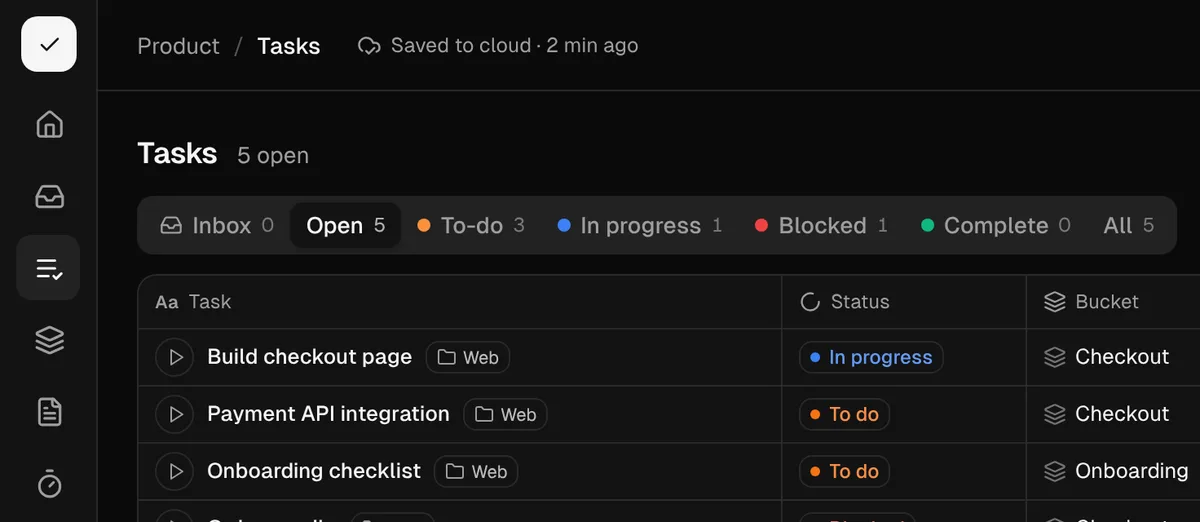 Product / Tasks Saved to cloud · 2 min ago
Tasks 5 open
Inbox 0 Open 5 To-do 3 In progress 1 Blocked 1 Complete 0 All 5
Aa Task Status Bucket
Build checkout page Web In progress Checkout
Payment API integration Web To do Checkout
Onboarding checklist Web To do Onboarding